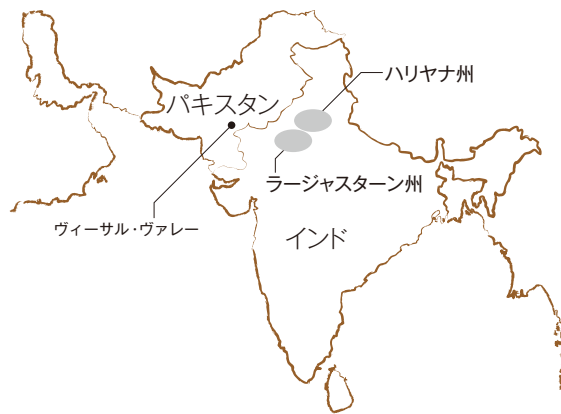 ハリヤナ州
パキスタン
ラージャスターン州
ヴィーサル・ヴァレー
インド